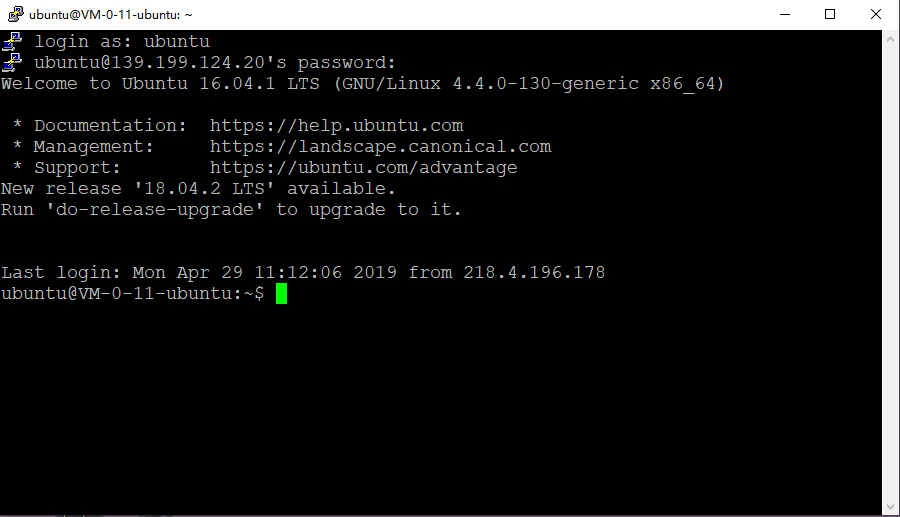 ubuntu@VM-0-11-ubuntu: ~
login as: ubuntu
ubuntu@139.199.124.20's password:
Welcome to Ubuntu 16.04.1 LTS (GNU/Linux 4.4.0-130-generic x86_64)
* Documentation:  https://help.ubuntu.com
* Management:     https://landscape.canonical.com
* Support:        https://ubuntu.com/advantage
New release '18.04.2 LTS' available.
Run 'do-release-upgrade' to upgrade to it.
Last login: Mon Apr 29 11:12:06 2019 from 218.4.196.178
ubuntu@VM-0-11-ubuntu:~$